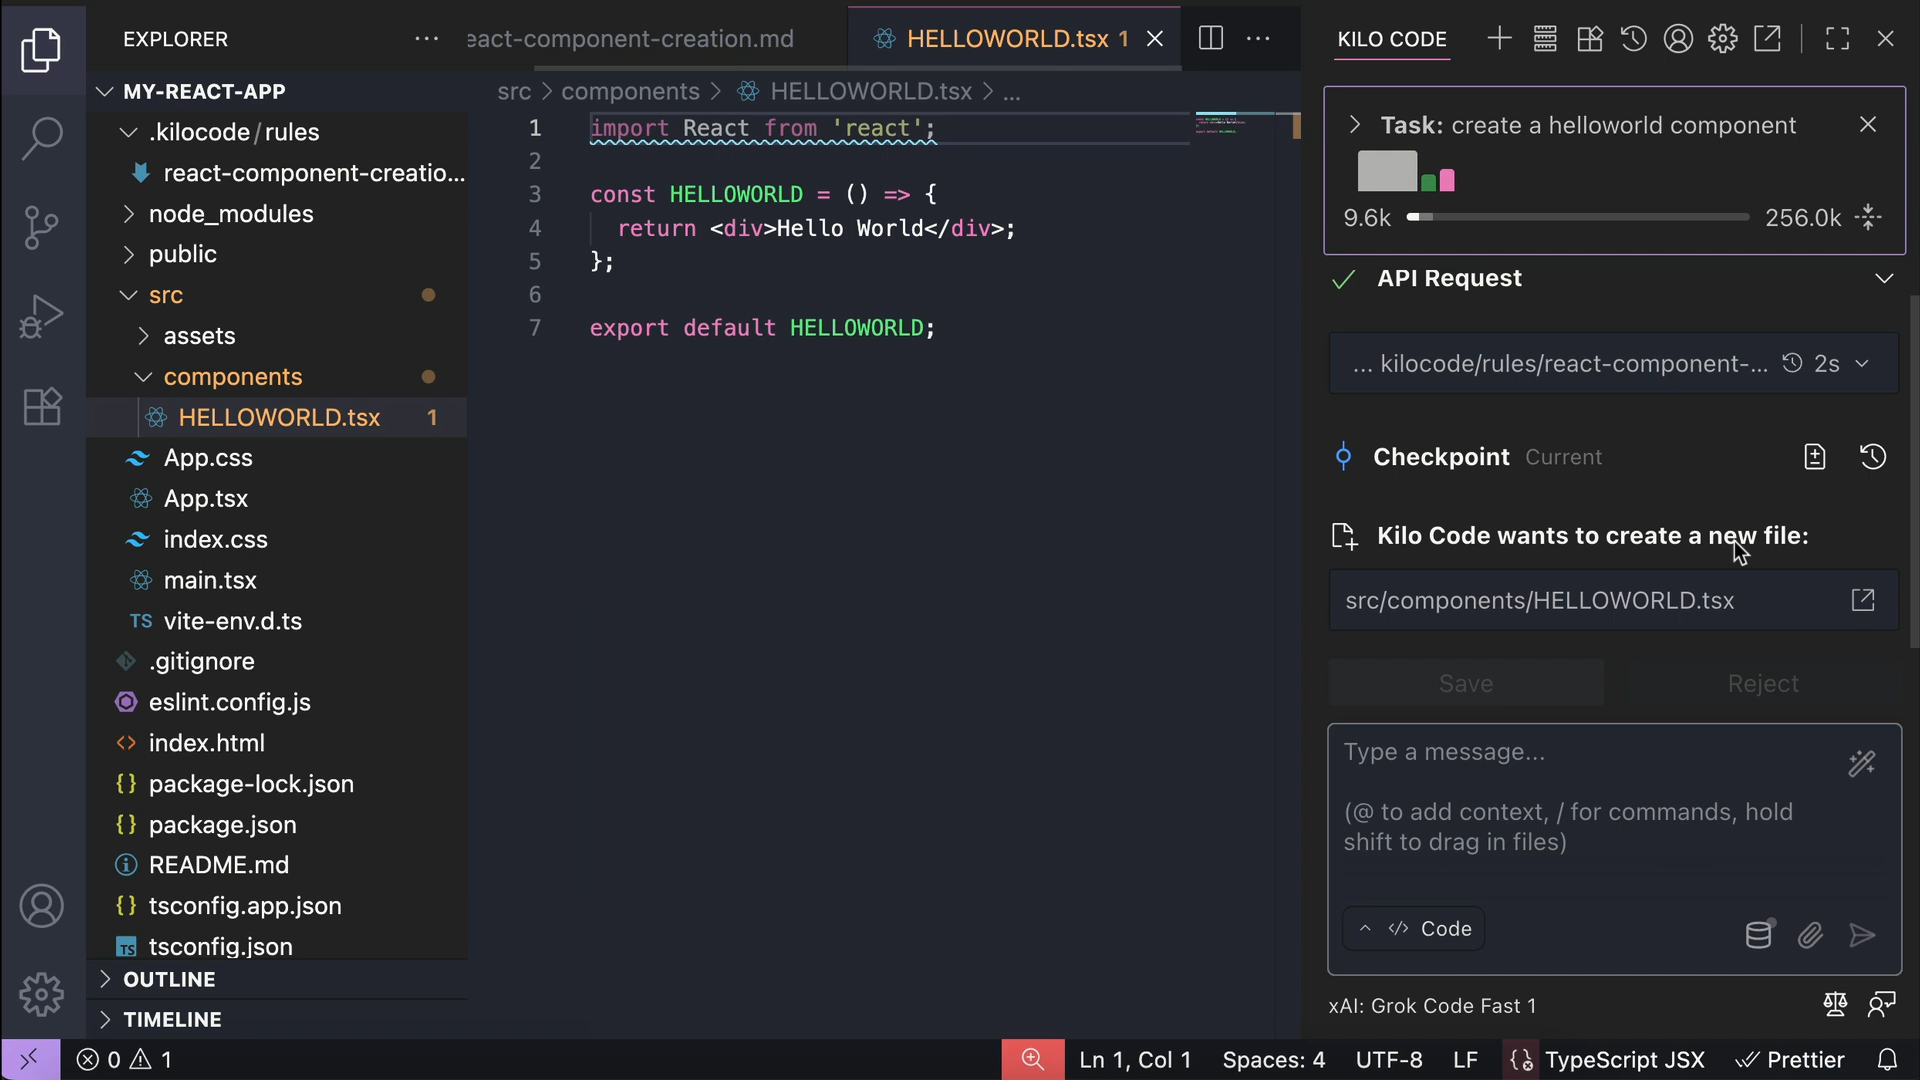 EXPLORER
MY-REACT-APP
.kilocode / rules
react-component-creatio...
node_modules
public
src
assets
components
HELLOWORLD.tsx 1
App.css
App.tsx
index.css
main.tsx
TS vite-env.d.ts
.gitignore
eslint.config.js
index.html
package-lock.json
package.json
README.md
tsconfig.app.json
TS tsconfig.json
OUTLINE
TIMELINE
eact-component-creation.md
HELLOWORLD.tsx 1
src > components > HELLOWORLD.tsx > ...
1 import React from 'react';
2
3 const HELLOWORLD = () => {
4 return <div>Hello World</div>;
5 };
6
7 export default HELLOWORLD;
KILO CODE
Task: create a helloworld component
9.6k 256.0k
API Request
... kilocode/rules/react-component-... 2s
Checkpoint Current
Kilo Code wants to create a new file:
src/components/HELLOWORLD.tsx
Save Reject
Type a message...
(@ to add context, / for commands, hold
shift to drag in files)
</> Code
xAI: Grok Code Fast 1
0 1 Ln 1, Col 1 Spaces: 4 UTF-8 LF TypeScript JSX Prettier